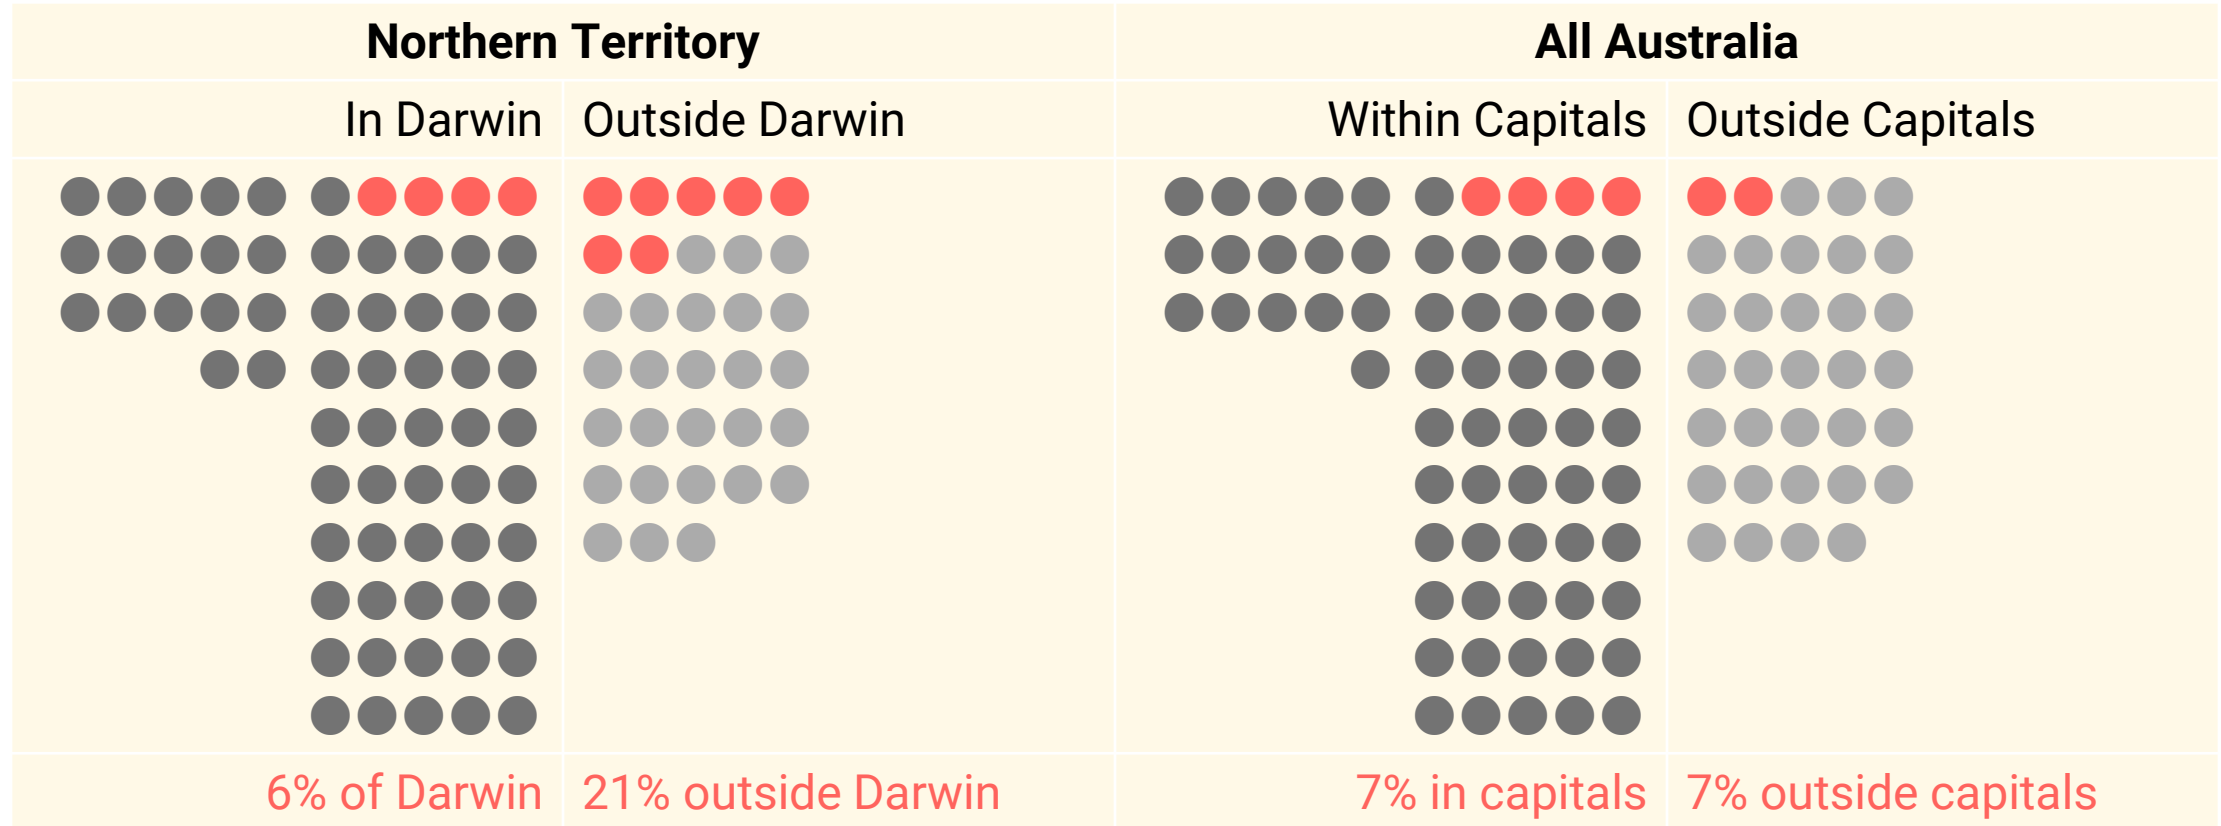 Northern Territory
All Australia
In Darwin
Outside Darwin
Within Capitals
Outside Capitals
6% of Darwin
21% outside Darwin
7% in capitals
7% outside capitals